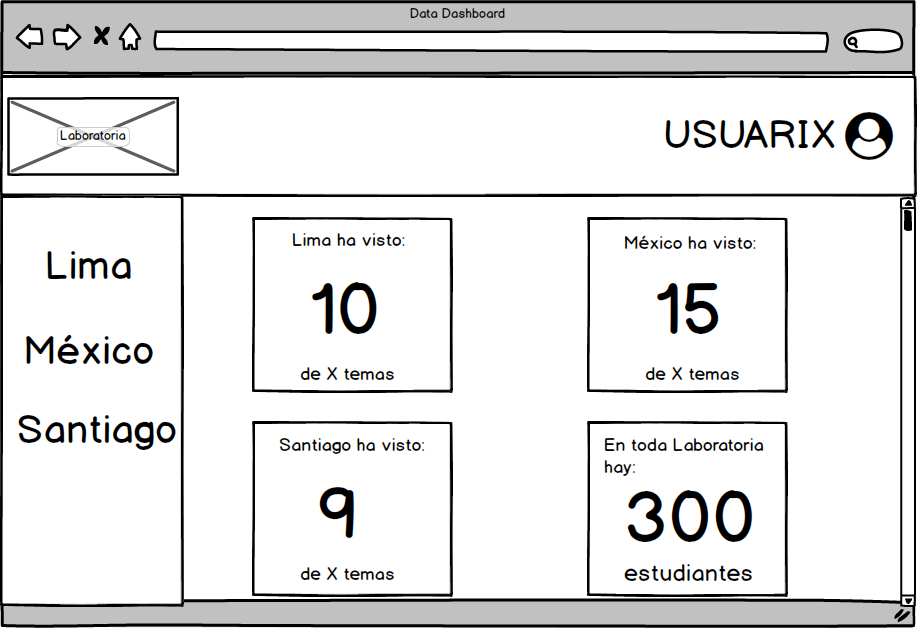 Data Dashboard
Laboratoria
USUARIX
Lima
México
Santiago
Lima ha visto:
10
de X temas
México ha visto:
15
de X temas
Santiago ha visto:
9
de X temas
En toda Laboratoria
hay:
300
estudiantes